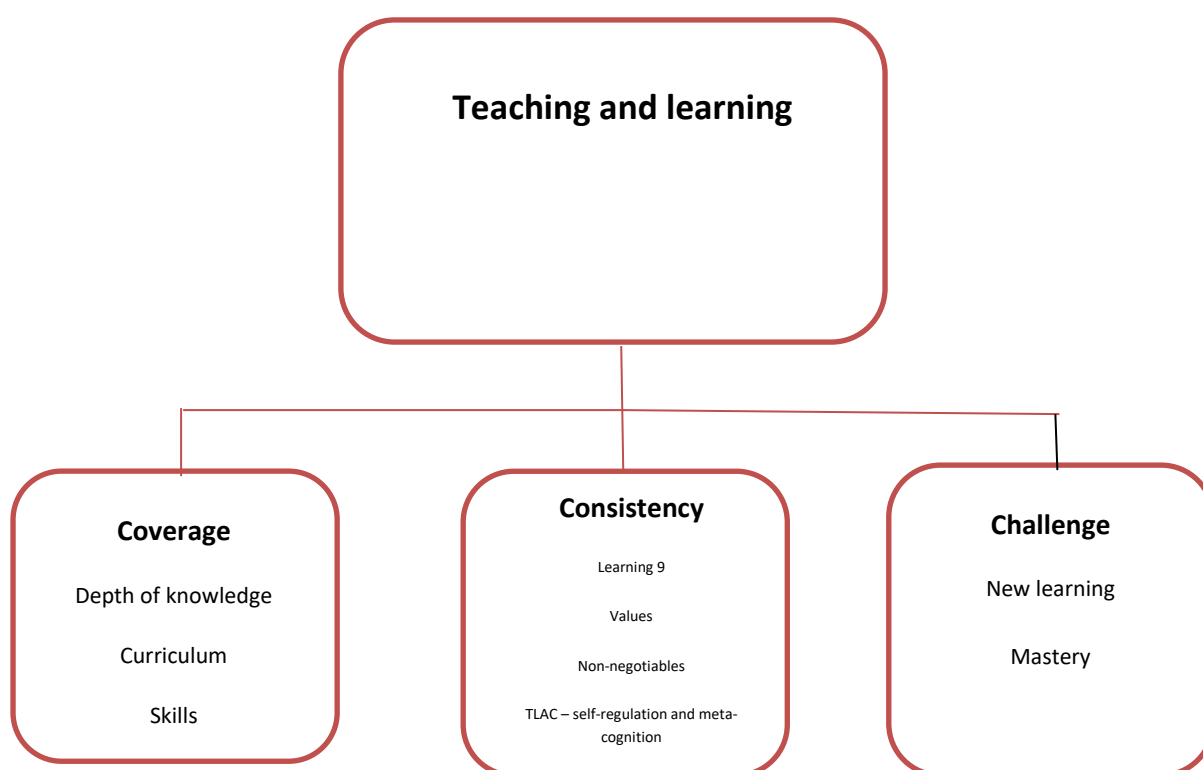 Teaching and learning
Coverage
Depth of knowledge
Curriculum
Skills
Consistency
Learning 9
Values
Non-negotiables
TLAC – self-regulation and meta-
cognition
Challenge
New learning
Mastery